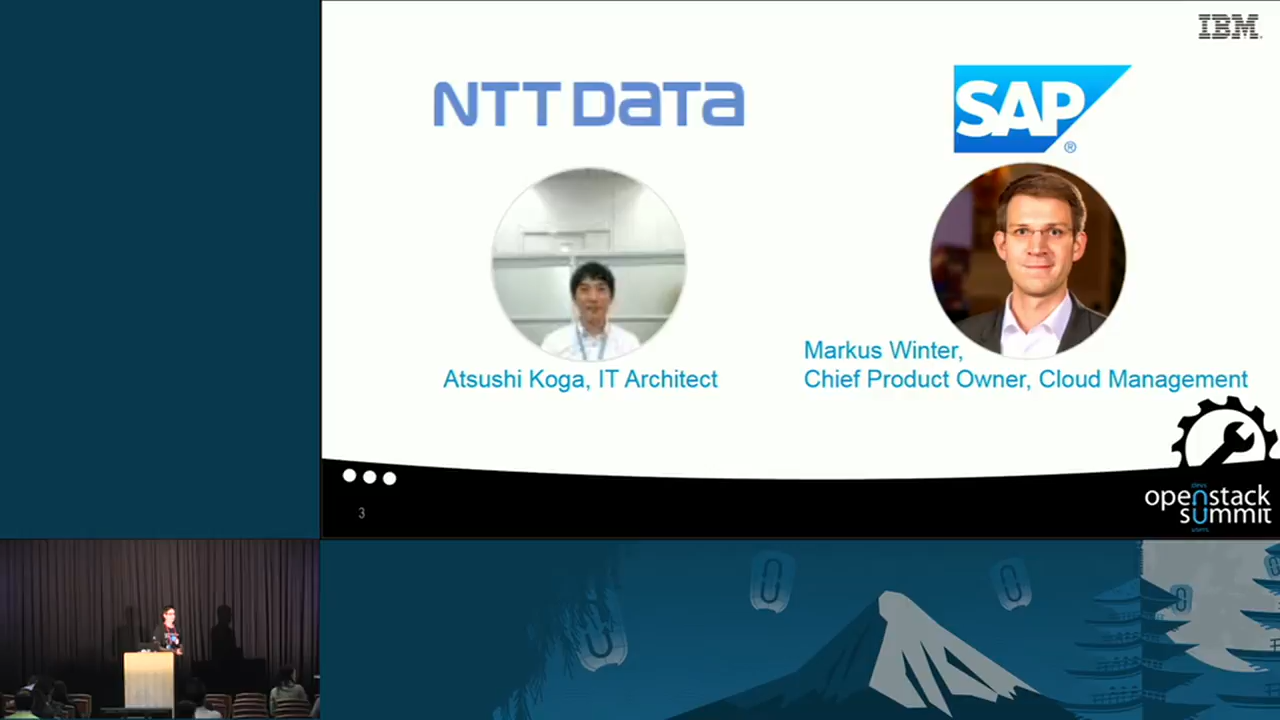 IBM
NTT DATA
SAP
®
Atsushi Koga, IT Architect
Markus Winter,
Chief Product Owner, Cloud Management
3
openstack
summit